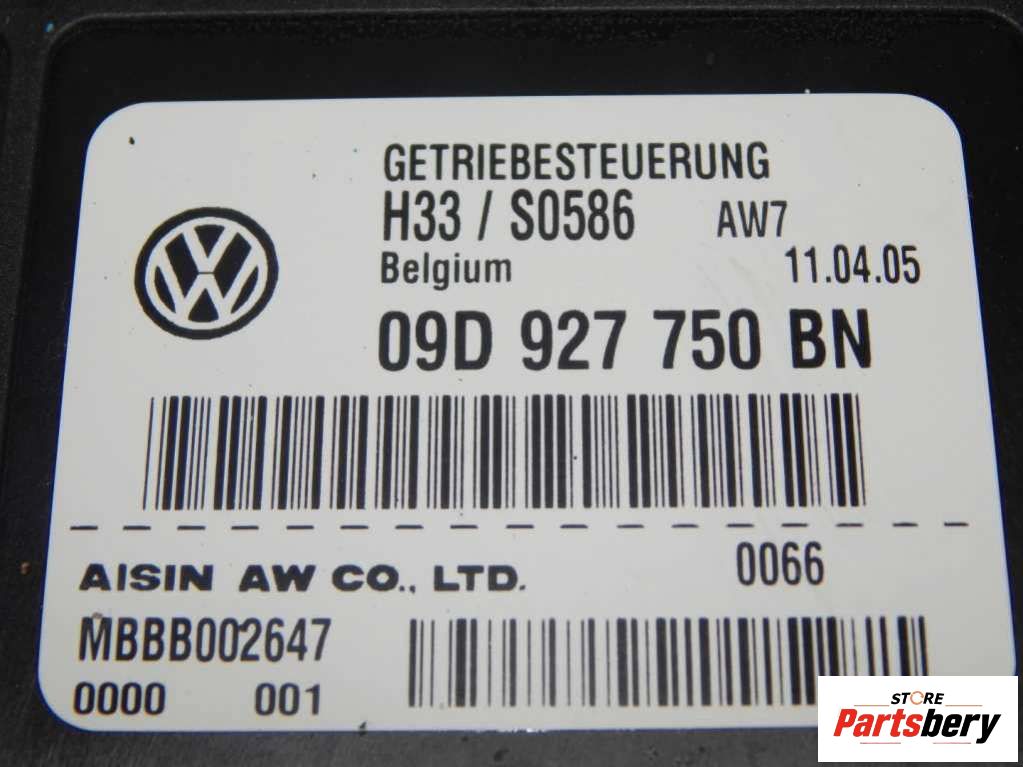 GETRIEBESTEUERUNG
H33 / S0586 AW7
Belgium 11.04.05
09D 927 750 BN
AISIN AW CO., LTD. 0066
MBBB002647
0000 001
STORE
Partsbery